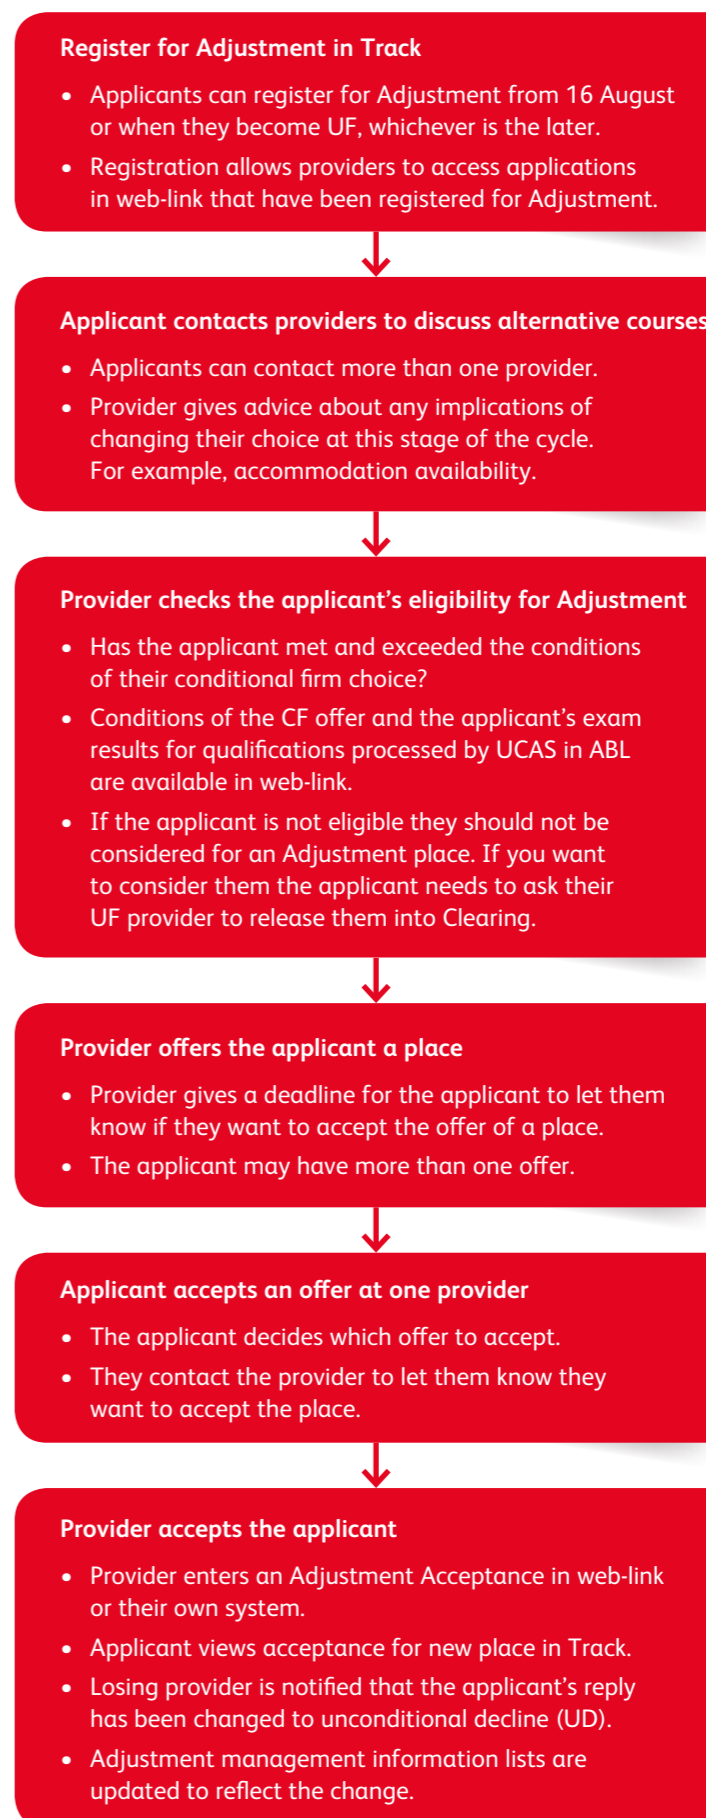 Register for Adjustment in Track
• Applicants can register for Adjustment from 16 August
or when they become UF, whichever is the later.
• Registration allows providers to access applications
in web-link that have been registered for Adjustment.
Applicant contacts providers to discuss alternative courses
• Applicants can contact more than one provider.
• Provider gives advice about any implications of
changing their choice at this stage of the cycle.
For example, accommodation availability.
Provider checks the applicant's eligibility for Adjustment
• Has the applicant met and exceeded the conditions
of their conditional firm choice?
• Conditions of the CF offer and the applicant's exam
results for qualifications processed by UCAS in ABL
are available in web-link.
• If the applicant is not eligible they should not be
considered for an Adjustment place. If you want
to consider them the applicant needs to ask their
UF provider to release them into Clearing.
Provider offers the applicant a place
• Provider gives a deadline for the applicant to let them
know if they want to accept the offer of a place.
• The applicant may have more than one offer.
Applicant accepts an offer at one provider
• The applicant decides which offer to accept.
• They contact the provider to let them know they
want to accept the place.
Provider accepts the applicant
• Provider enters an Adjustment Acceptance in web-link
or their own system.
• Applicant views acceptance for new place in Track.
• Losing provider is notified that the applicant's reply
has been changed to unconditional decline (UD).
• Adjustment management information lists are
updated to reflect the change.